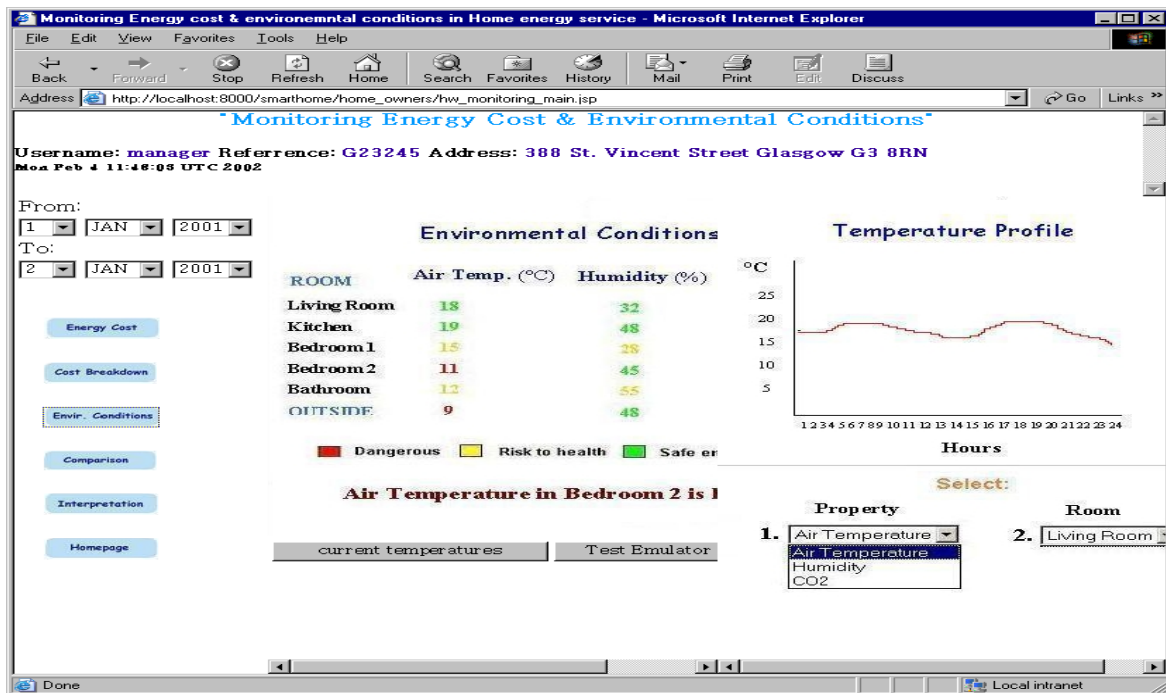 Monitoring Energy cost & environemntal conditions in Home energy service - Microsoft Internet Explorer
File Edit View Favorites Tools Help
Back Forward Stop Refresh Home Search Favorites History Mail Print Edit Discuss
Address http://localhost:8000/smarthome/home_owners/hw_monitoring_main.jsp Go Links »
"Monitoring Energy Cost & Environmental Conditions"
Username: manager Referrence: G23245 Address: 388 St. Vincent Street Glasgow G3 8RN
Mon Feb 4 11:46:05 UTC 2002
From:
1 JAN 2001
To:
2 JAN 2001
Energy Cost
Cost Breakdown
Envir. Conditions
Comparison
Interpretation
Homepage
Environmental Conditions
ROOM Air Temp. (°C) Humidity (%)
Living Room 18 32
Kitchen 19 48
Bedroom 1 15 28
Bedroom 2 11 45
Bathroom 12 55
OUTSIDE 9 48
Dangerous Risk to health Safe er
Air Temperature in Bedroom 2 is
current temperatures Test Emulator
Temperature Profile
°C
25
20
15
10
5
1 2 3 4 5 6 7 8 9 10 11 12 13 14 15 16 17 18 19 20 21 22 23 24
Hours
Select:
Property Room
1. Air Temperature 2. Living Room
Air Temperature
Humidity
CO2
Done Local intranet